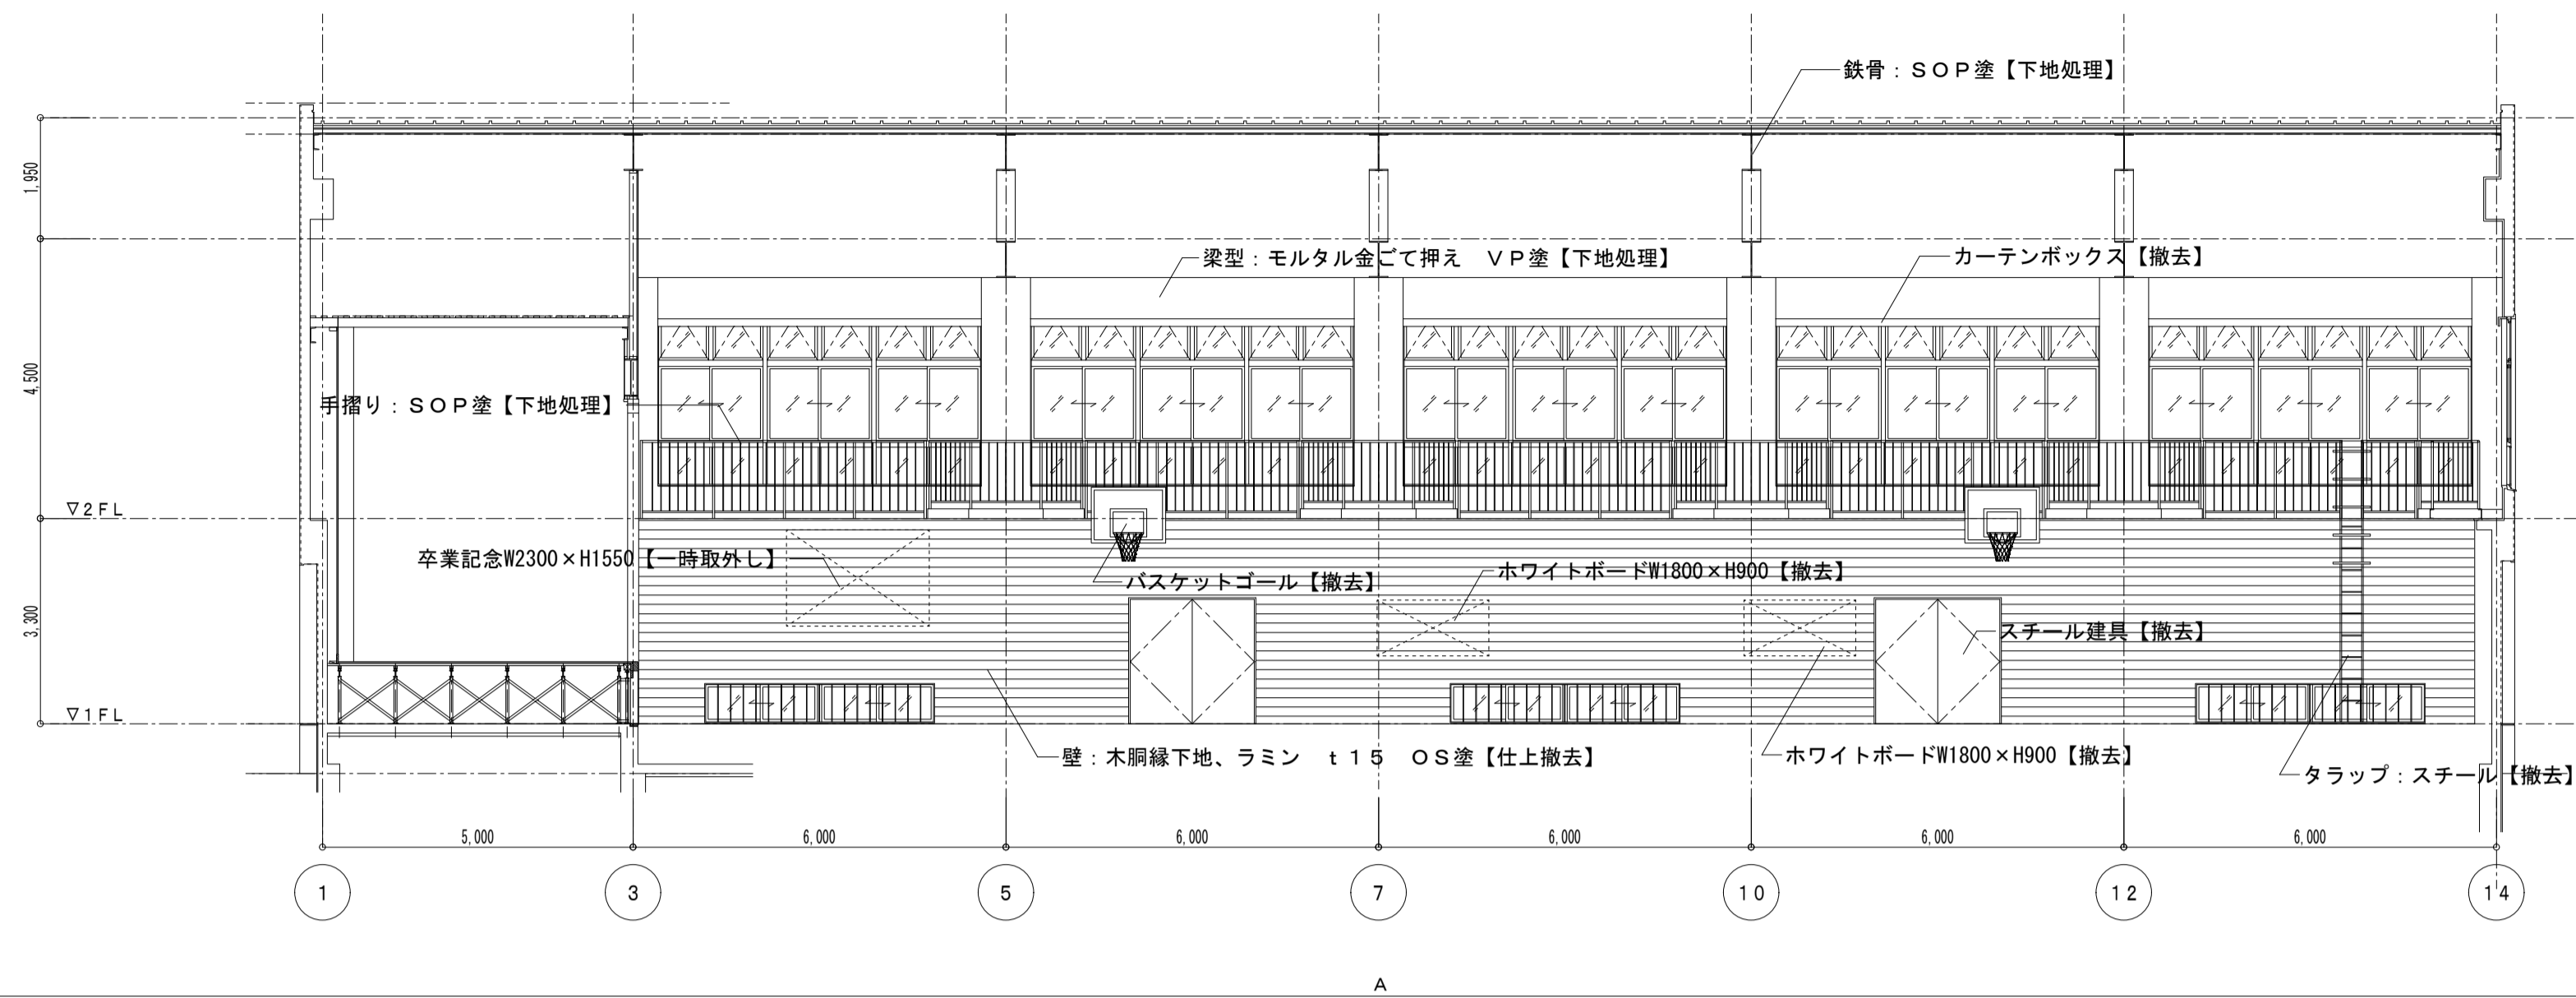 鉄骨：ＳＯＰ塗【下地処理】
1,950
梁型：モルタル金ごて押え　ＶＰ塗【下地処理】
カーテンボックス【撤去】
4,500
手摺り：ＳＯＰ塗【下地処理】
▽２ＦＬ
卒業記念W2300×H1550【一時取外し】
バスケットゴール【撤去】
ホワイトボードW1800×H900【撤去】
3,300
スチール建具【撤去】
▽１ＦＬ
壁：木胴縁下地、ラミン　ｔ１５　ＯＳ塗【仕上撤去】
ホワイトボードW1800×H900【撤去】
タラップ：スチール【撤去】
5,000
6,000
6,000
6,000
6,000
6,000
1
3
5
7
10
12
14
A